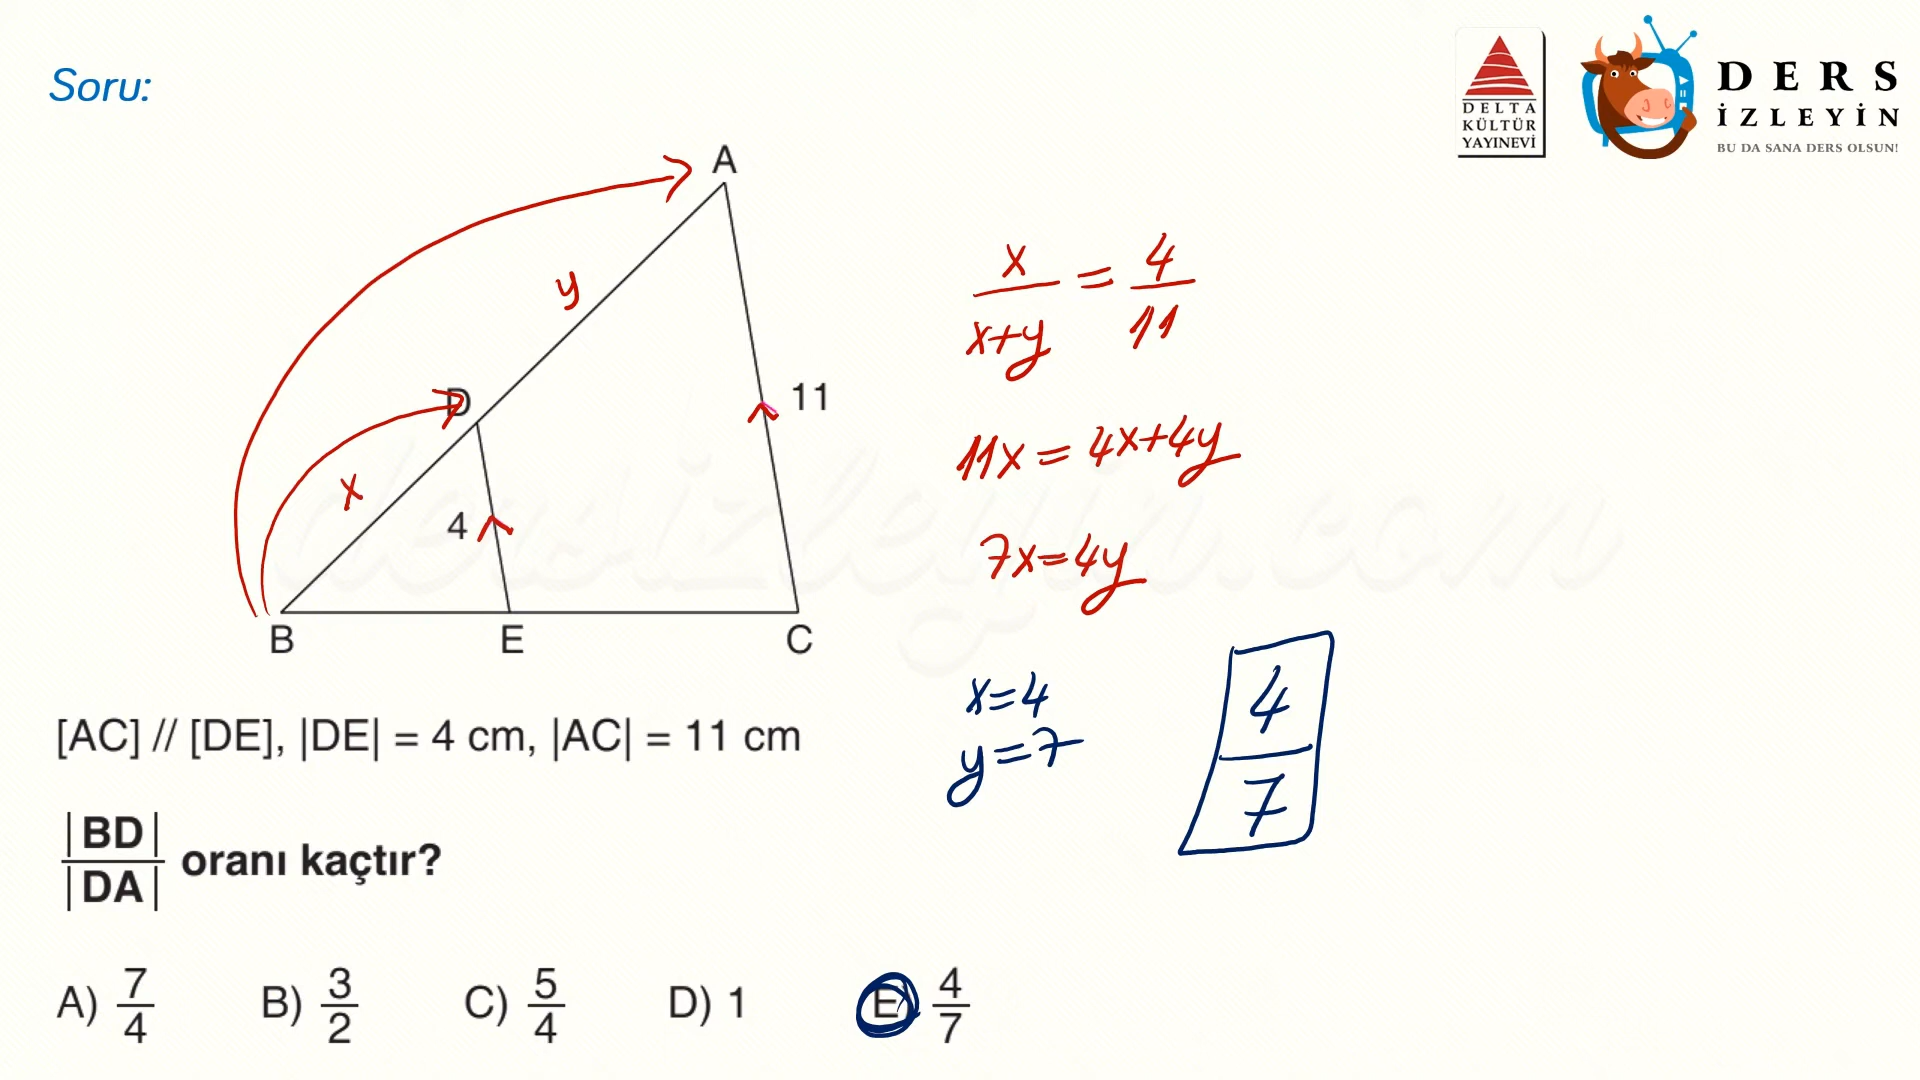 Soru:
DELTA
KÜLTÜR
YAYINEVİ
DERS
İZLEYİN
BU DA SANA DERS OLSUN!
A
y
D
11
x
4
B E C
x/x+y = 4/11
11x = 4x+4y
7x=4y
x=4
y=7
4/7
dersizleyin.com
[AC] // [DE], |DE| = 4 cm, |AC| = 11 cm
|BD|/|DA| oranı kaçtır?
A) 7/4 B) 3/2 C) 5/4 D) 1 E) 4/7